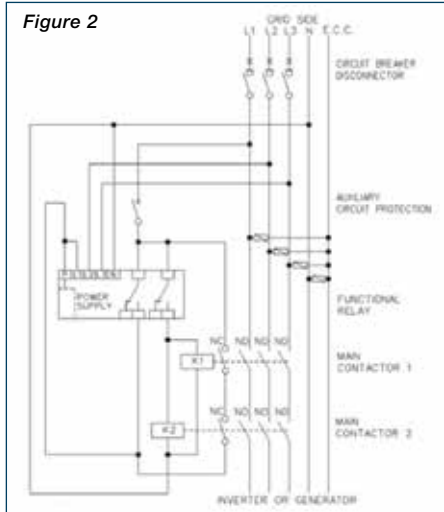 Figure 2
GRID SIDE
L1 L2 L3 N E.C.C.
CIRCUIT BREAKER
DISCONNECTOR
AUXILIARY
CIRCUIT PROTECTION
POWER
SUPPLY
FUNCTIONAL
RELAY
NC NO NO NO
K1
MAIN
CONTACTOR 1
NC NO NO NO
K2
MAIN
CONTACTOR 2
INVERTER OR GENERATOR